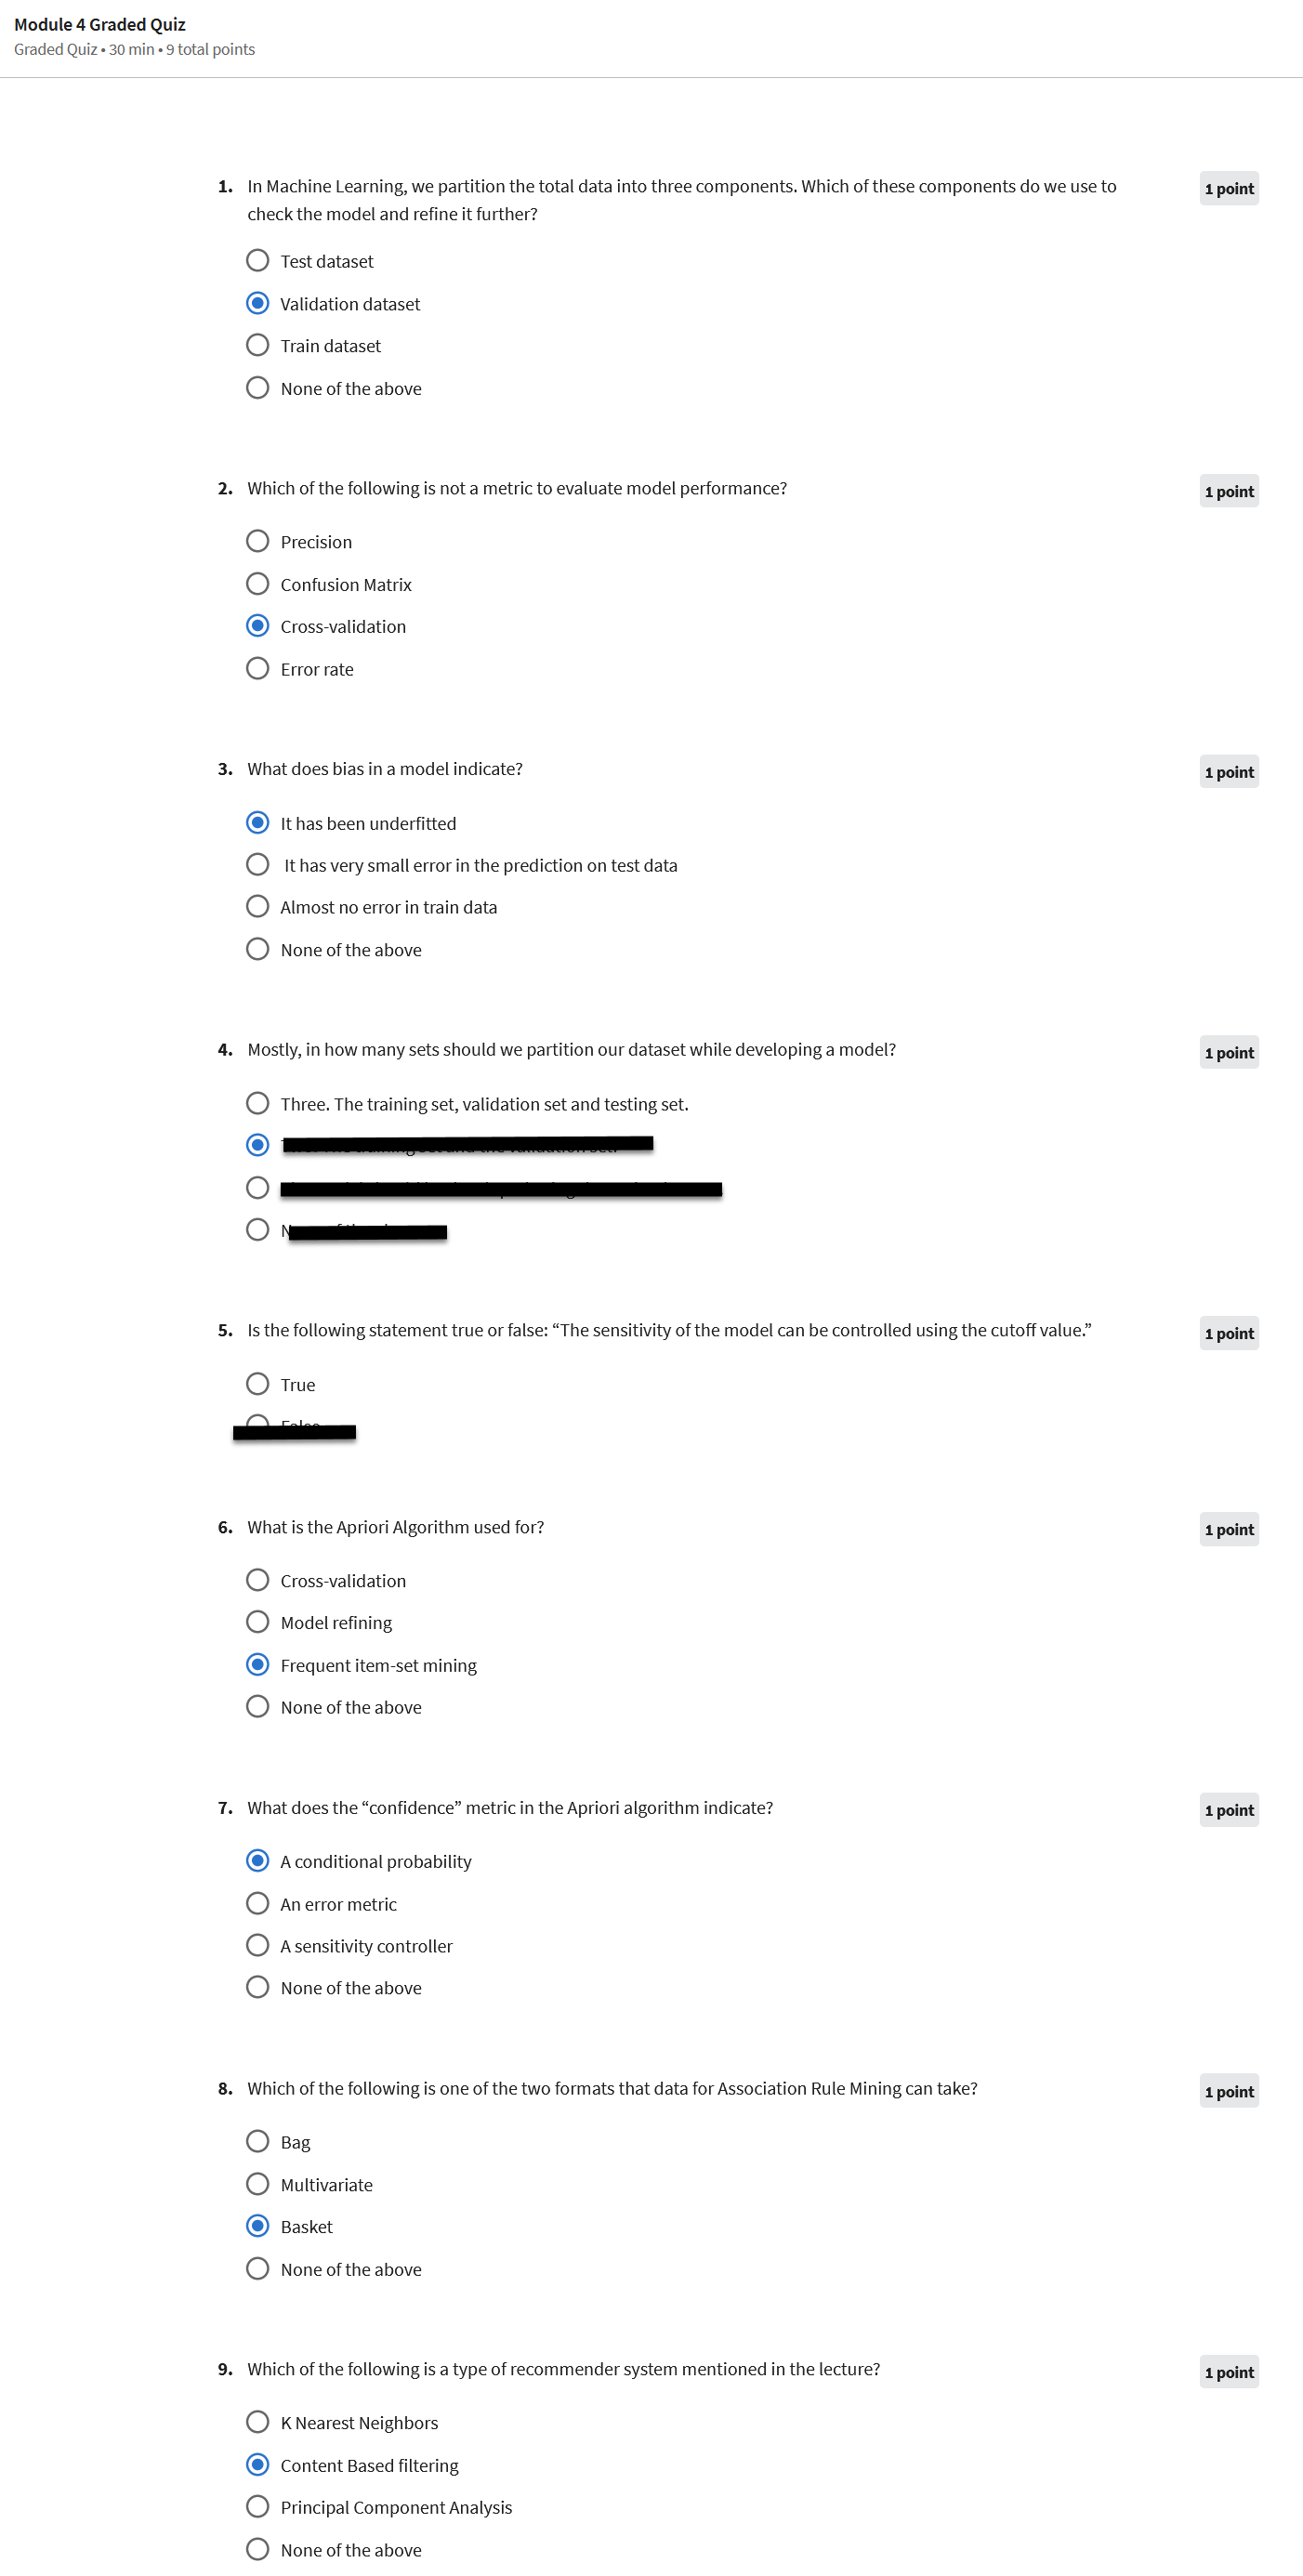 Module 4 Graded Quiz
Graded Quiz • 30 min • 9 total points
1. In Machine Learning, we partition the total data into three components. Which of these components do we use to
check the model and refine it further?
1 point
Test dataset
Validation dataset
Train dataset
None of the above
2. Which of the following is not a metric to evaluate model performance?
1 point
Precision
Confusion Matrix
Cross-validation
Error rate
3. What does bias in a model indicate?
1 point
It has been underfitted
It has very small error in the prediction on test data
Almost no error in train data
None of the above
4. Mostly, in how many sets should we partition our dataset while developing a model?
1 point
Three. The training set, validation set and testing set.
5. Is the following statement true or false: “The sensitivity of the model can be controlled using the cutoff value.”
1 point
True
6. What is the Apriori Algorithm used for?
1 point
Cross-validation
Model refining
Frequent item-set mining
None of the above
7. What does the “confidence” metric in the Apriori algorithm indicate?
1 point
A conditional probability
An error metric
A sensitivity controller
None of the above
8. Which of the following is one of the two formats that data for Association Rule Mining can take?
1 point
Bag
Multivariate
Basket
None of the above
9. Which of the following is a type of recommender system mentioned in the lecture?
1 point
K Nearest Neighbors
Content Based filtering
Principal Component Analysis
None of the above